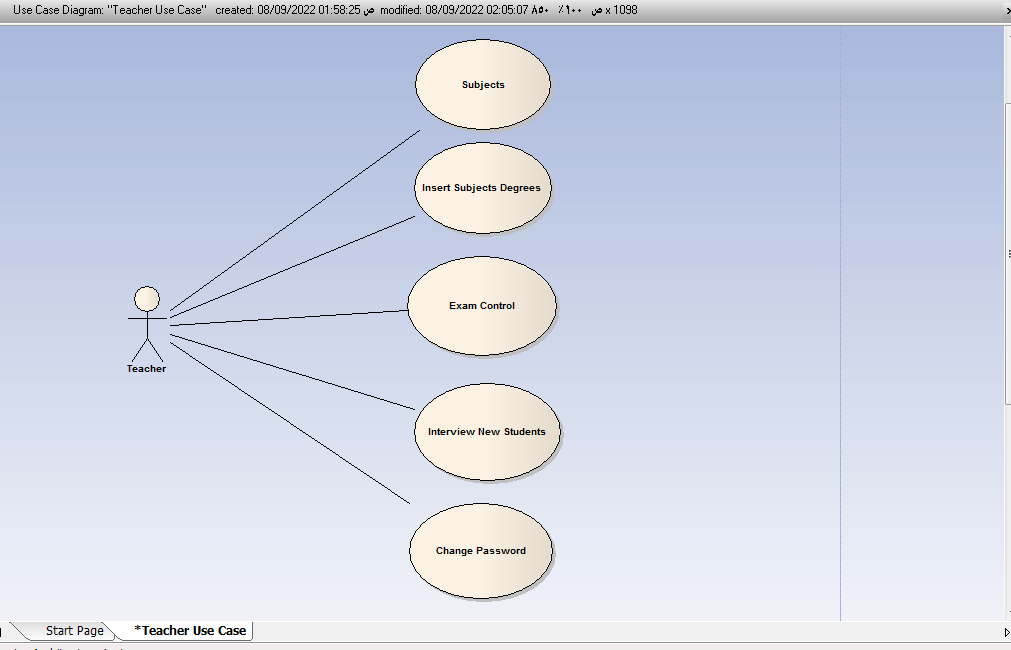 Use Case Diagram: "Teacher Use Case" created: 08/09/2022 01:58:25 ص modified: 08/09/2022 02:05:07 ص ١٠٠٪ ٨٥٠ x 1098
Subjects
Insert Subjects Degrees
Exam Control
Teacher
Interview New Students
Change Password
Start Page
*Teacher Use Case